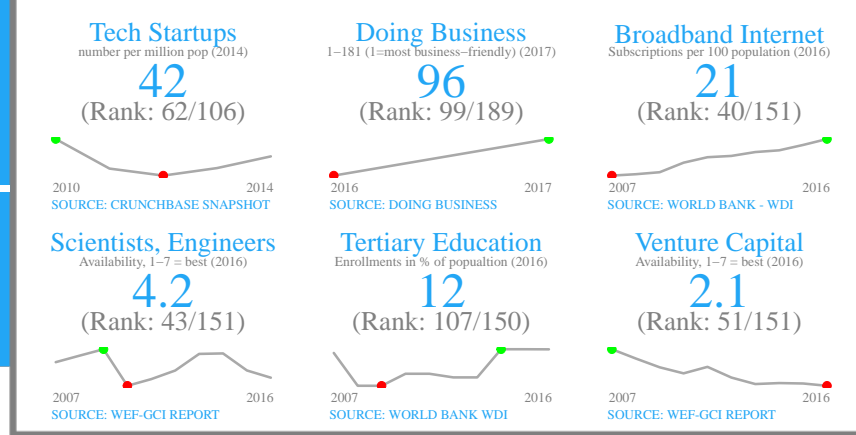 Tech Startups
number per million pop (2014)
42
(Rank: 62/106)
2010 2014
SOURCE: CRUNCHBASE SNAPSHOT
Doing Business
1−181 (1=most business−friendly) (2017)
96
(Rank: 99/189)
2016 2017
SOURCE: DOING BUSINESS
Broadband Internet
Subscriptions per 100 population (2016)
21
(Rank: 40/151)
2007 2016
SOURCE: WORLD BANK - WDI
Scientists, Engineers
Availability, 1−7 = best (2016)
4.2
(Rank: 43/151)
2007 2016
SOURCE: WEF-GCI REPORT
Tertiary Education
Enrollments in % of popualtion (2016)
12
(Rank: 107/150)
2007 2016
SOURCE: WORLD BANK WDI
Venture Capital
Availability, 1−7 = best (2016)
2.1
(Rank: 51/151)
2007 2016
SOURCE: WEF-GCI REPORT